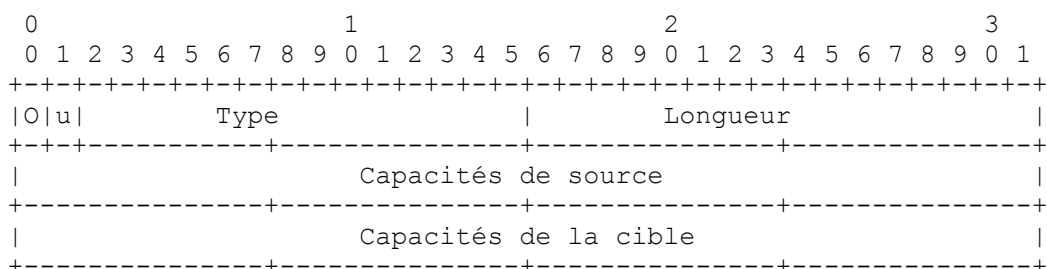 0                   1                   2                   3
 0 1 2 3 4 5 6 7 8 9 0 1 2 3 4 5 6 7 8 9 0 1 2 3 4 5 6 7 8 9 0 1
+-+-+-+-+-+-+-+-+-+-+-+-+-+-+-+-+-+-+-+-+-+-+-+-+-+-+-+-+-+-+-+-+
|O|u|        Type               |        Longueur               |
+-+-+-----------+---------------+---------------+---------------+
|                     Capacités de source                       |
+---------------+---------------+---------------+---------------+
|                     Capacités de la cible                     |
+---------------+---------------+---------------+---------------+